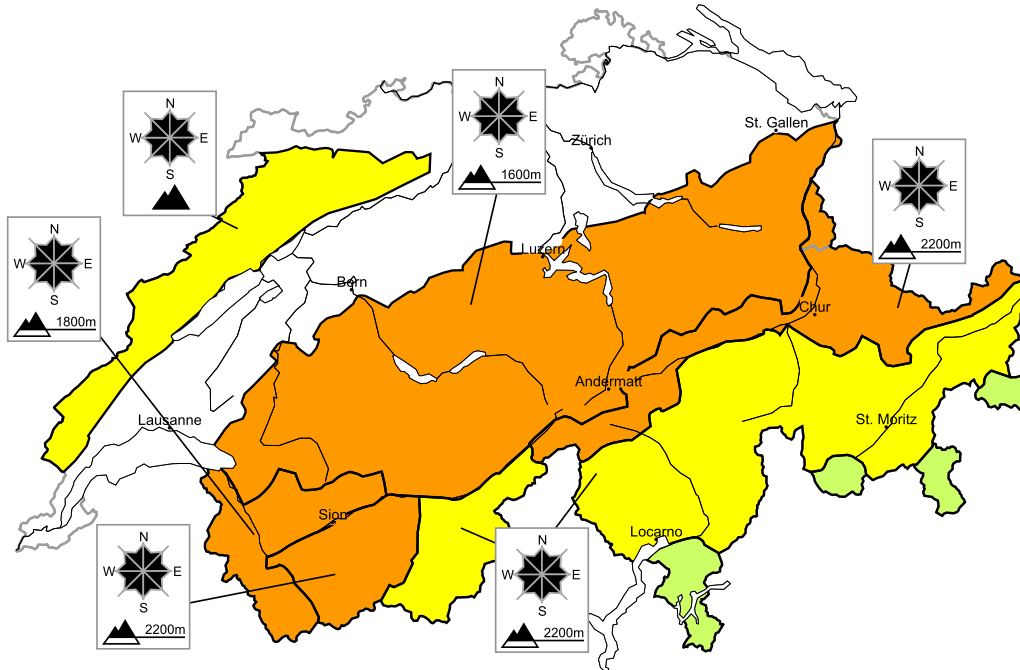 N
W E
S
1600m
N
W E
S
St. Gallen
Zürich
N
W E
S
2200m
N
W E
S
1800m
Luzern
Bern
Chur
Andermatt
Lausanne
St. Moritz
Sion
Locarno
N
W E
S
2200m
N
W E
S
2200m